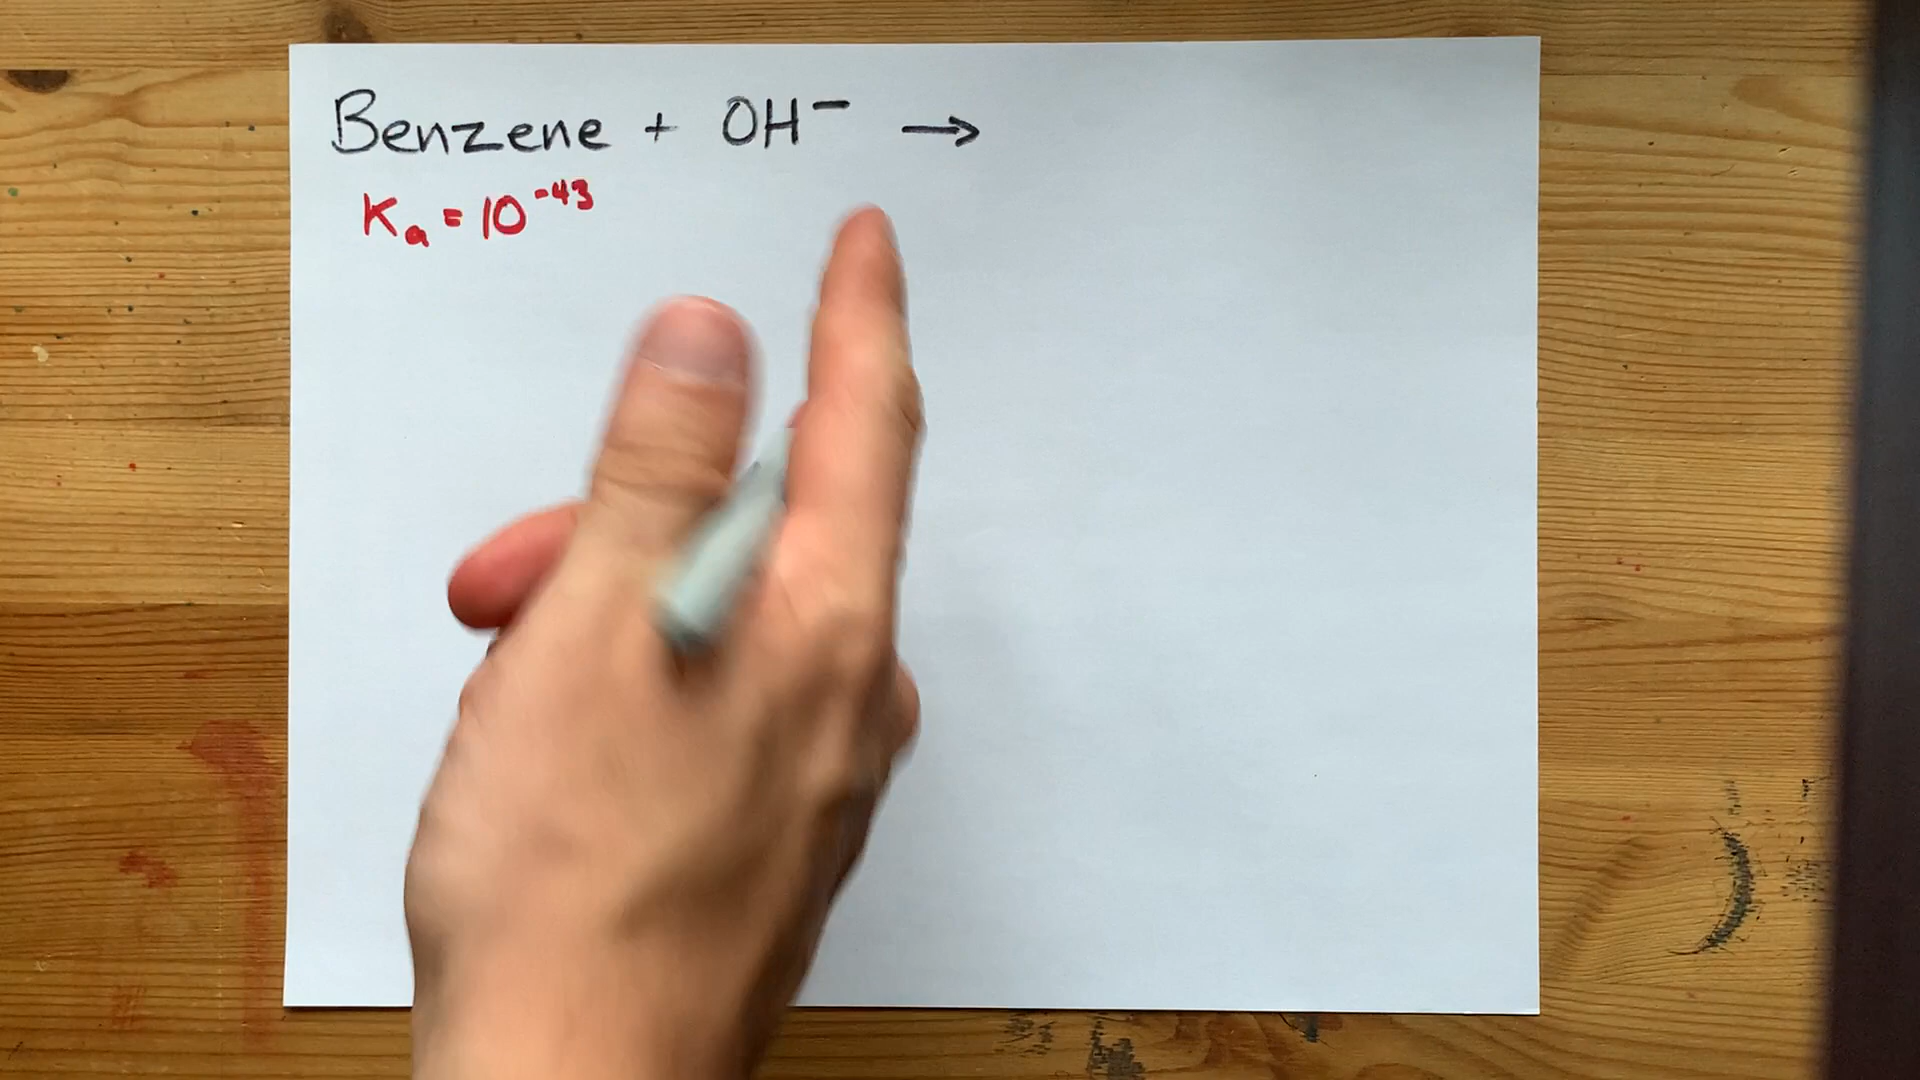 Benzene + OH⁻ →
Kₐ = 10⁻⁴³